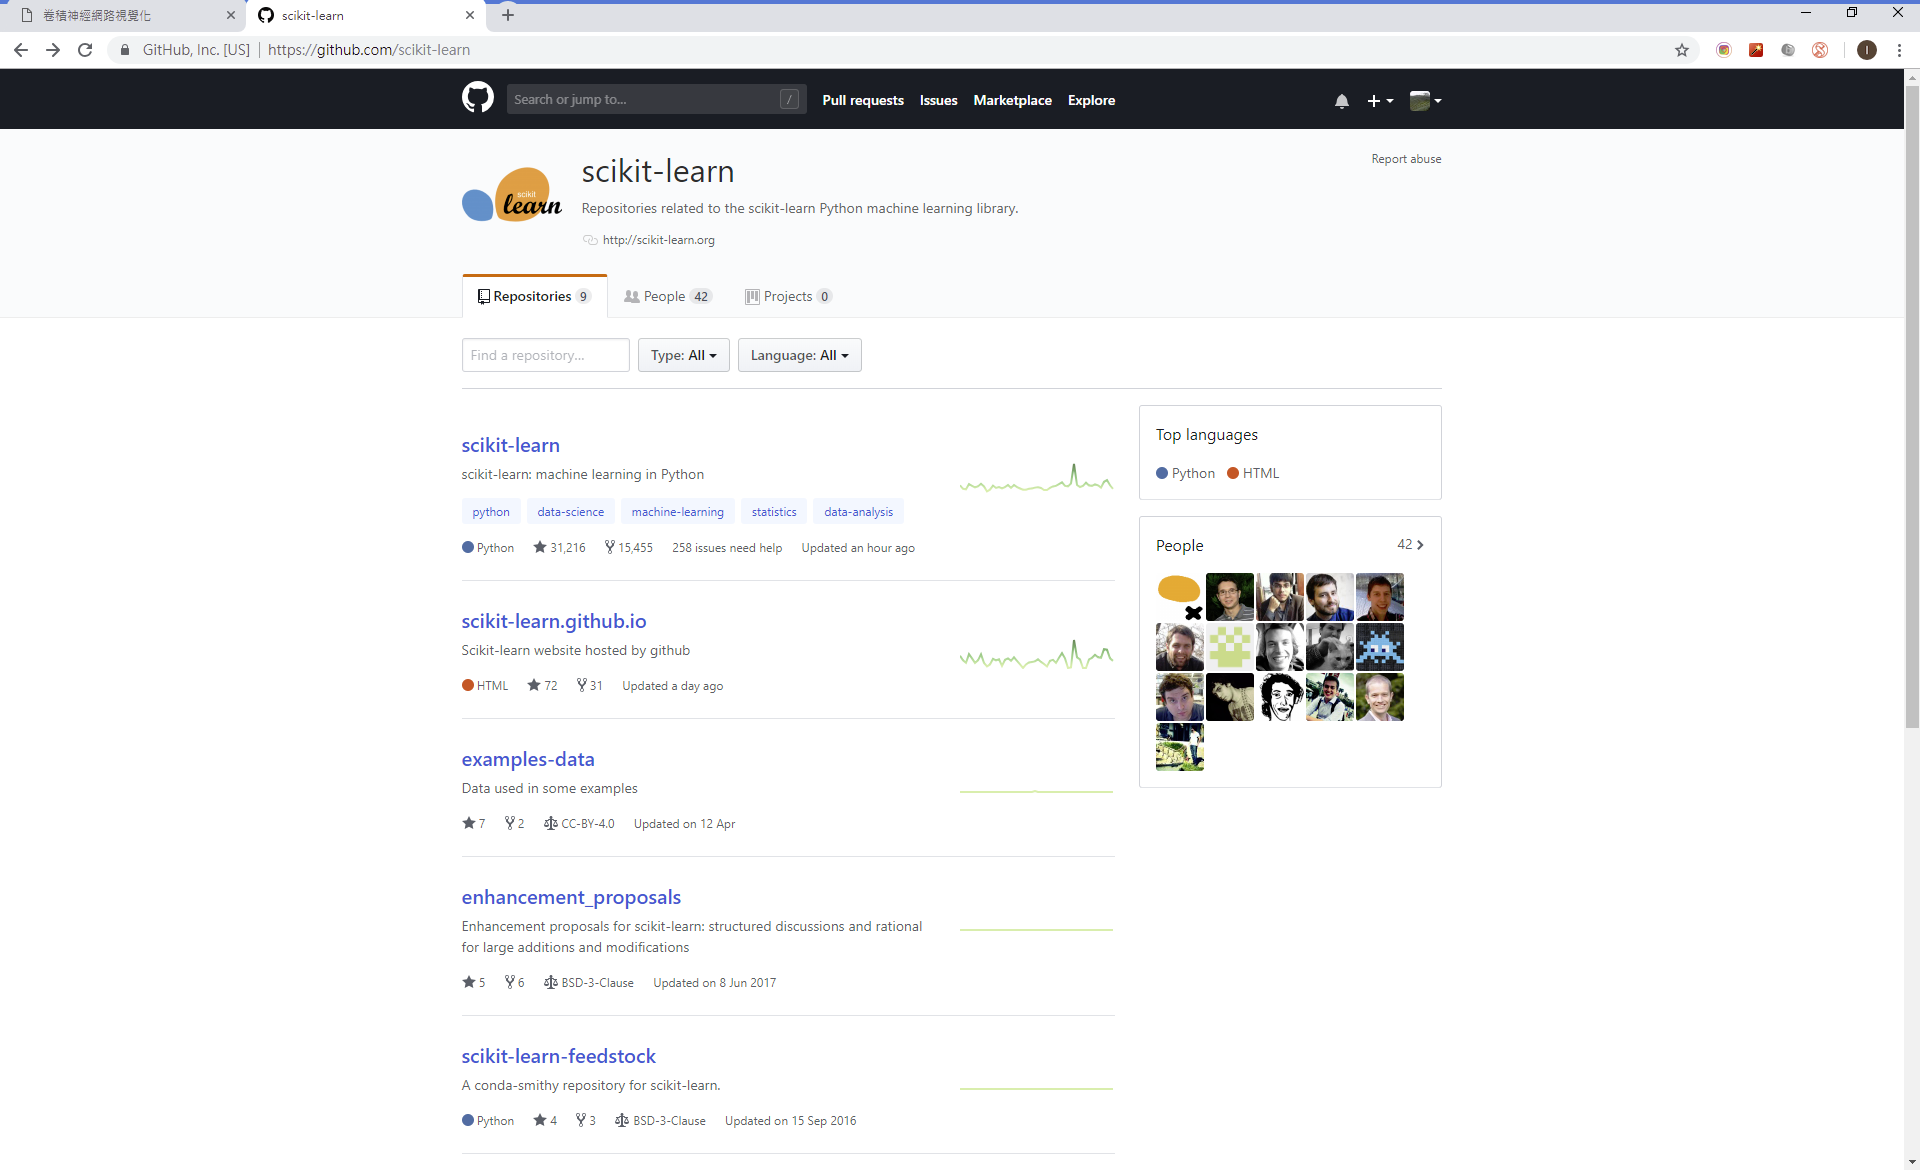 卷積神經網路視覺化
scikit-learn
GitHub, Inc. [US] | https://github.com/scikit-learn
Search or jump to... /
Pull requests Issues Marketplace Explore
scikit learn
scikit-learn
Report abuse
Repositories related to the scikit-learn Python machine learning library.
http://scikit-learn.org
Repositories 9 People 42 Projects 0
Find a repository... Type: All Language: All
scikit-learn
scikit-learn: machine learning in Python
python data-science machine-learning statistics data-analysis
Python 31,216 15,455 258 issues need help Updated an hour ago
scikit-learn.github.io
Scikit-learn website hosted by github
HTML 72 31 Updated a day ago
examples-data
Data used in some examples
7 2 CC-BY-4.0 Updated on 12 Apr
enhancement_proposals
Enhancement proposals for scikit-learn: structured discussions and rational
for large additions and modifications
5 6 BSD-3-Clause Updated on 8 Jun 2017
scikit-learn-feedstock
A conda-smithy repository for scikit-learn.
Python 4 3 BSD-3-Clause Updated on 15 Sep 2016
Top languages
Python HTML
People 42
I